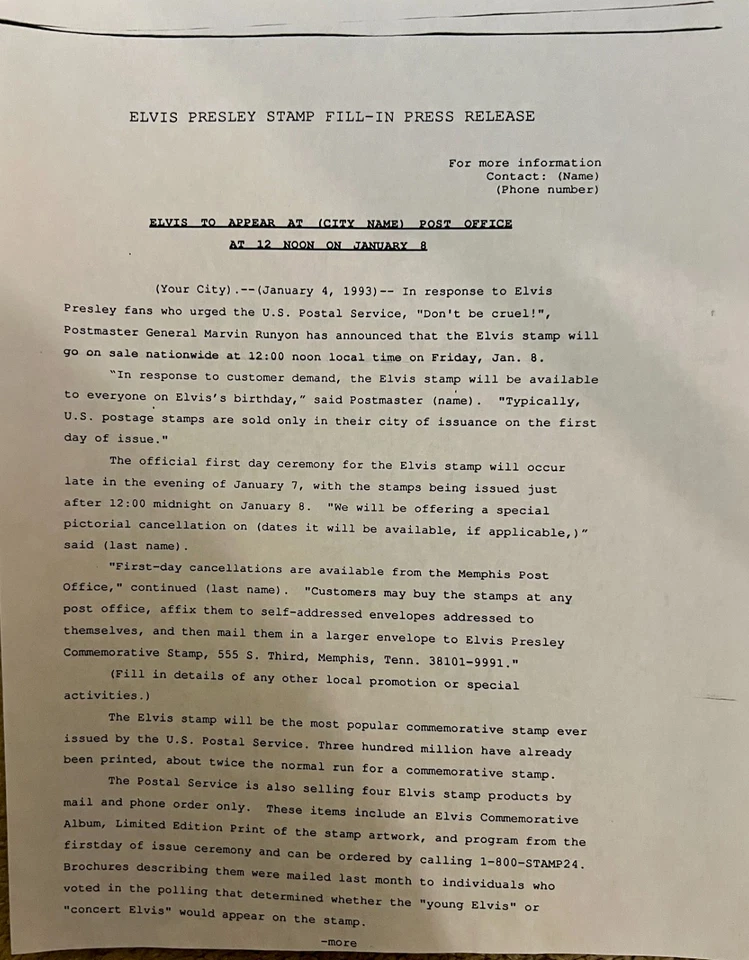 ELVIS PRESLEY STAMP FILL-IN PRESS RELEASE
For more information
Contact: (Name)
(Phone number)
ELVIS TO APPEAR AT (CITY NAME) POST OFFICE
AT 12 NOON ON JANUARY 8
(Your City).--(January 4, 1993)-- In response to Elvis
Presley fans who urged the U.S. Postal Service, "Don't be cruel!",
Postmaster General Marvin Runyon has announced that the Elvis stamp will
go on sale nationwide at 12:00 noon local time on Friday, Jan. 8.
"In response to customer demand, the Elvis stamp will be available
to everyone on Elvis's birthday," said Postmaster (name). "Typically,
U.S. postage stamps are sold only in their city of issuance on the first
day of issue."
The official first day ceremony for the Elvis stamp will occur
late in the evening of January 7, with the stamps being issued just
after 12:00 midnight on January 8. "We will be offering a special
pictorial cancellation on (dates it will be available, if applicable,)"
said (last name).
"First-day cancellations are available from the Memphis Post
Office," continued (last name). "Customers may buy the stamps at any
post office, affix them to self-addressed envelopes addressed to
themselves, and then mail them in a larger envelope to Elvis Presley
Commemorative Stamp, 555 S. Third, Memphis, Tenn. 38101-9991."
(Fill in details of any other local promotion or special
activities.)
The Elvis stamp will be the most popular commemorative stamp ever
issued by the U.S. Postal Service. Three hundred million have already
been printed, about twice the normal run for a commemorative stamp.
The Postal Service is also selling four Elvis stamp products by
mail and phone order only. These items include an Elvis Commemorative
Album, Limited Edition Print of the stamp artwork, and program from the
firstday of issue ceremony and can be ordered by calling 1-800-STAMP24.
Brochures describing them were mailed last month to individuals who
voted in the polling that determined whether the "young Elvis" or
"concert Elvis" would appear on the stamp.
-more